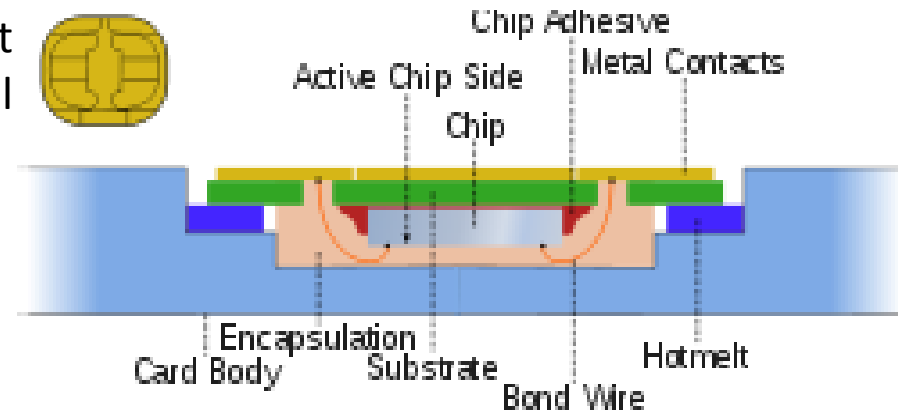 t
l
Chip Adhesive
Metal Contacts
Active Chip Side
Chip
Encapsulation
Card Body
Substrate
Hotmelt
Bond Wire